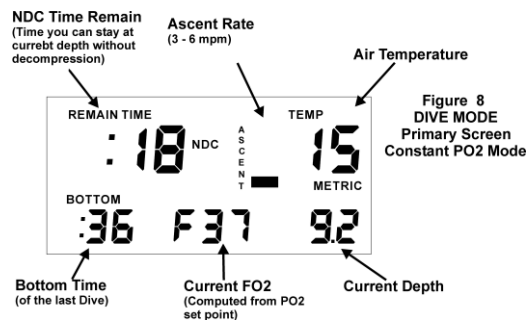 NDC Time Remain
(Time you can stay at
currebt depth without
decompression)
Ascent Rate
(3 - 6 mpm)
Air Temperature
Figure 8
DIVE MODE
Primary Screen
Constant PO2 Mode
REMAIN TIME
:18 NDC
ASCENT
TEMP
15
METRIC
BOTTOM
:36
F37
9.2
Bottom Time
(of the last Dive)
Current FO2
(Computed from PO2
set point)
Current Depth